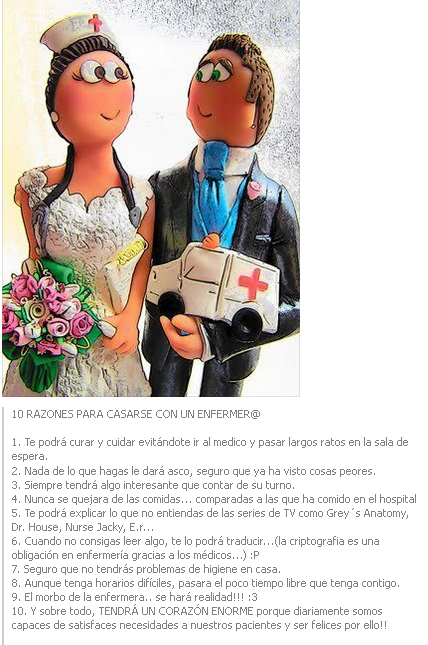 10 RAZONES PARA CASARSE CON UN ENFERMER@
1. Te podrá curar y cuidar evitándote ir al medico y pasar largos ratos en la sala de
espera.
2. Nada de lo que hagas le dará asco, seguro que ya ha visto cosas peores.
3. Siempre tendrá algo interesante que contar de su turno.
4. Nunca se quejara de las comidas... comparadas a las que ha comido en el hospital
5. Te podrá explicar lo que no entiendas de las series de TV como Grey´s Anatomy,
Dr. House, Nurse Jacky, E.r...
6. Cuando no consigas leer algo, te lo podrá traducir...(la criptografia es una
obligación en enfermería gracias a los médicos...) :P
7. Seguro que no tendrás problemas de higiene en casa.
8. Aunque tenga horarios difíciles, pasara el poco tiempo libre que tenga contigo.
9. El morbo de la enfermera.. se hará realidad!!! :3
10. Y sobre todo, TENDRÁ UN CORAZÓN ENORME porque diariamente somos
capaces de satisfaces necesidades a nuestros pacientes y ser felices por ello!!